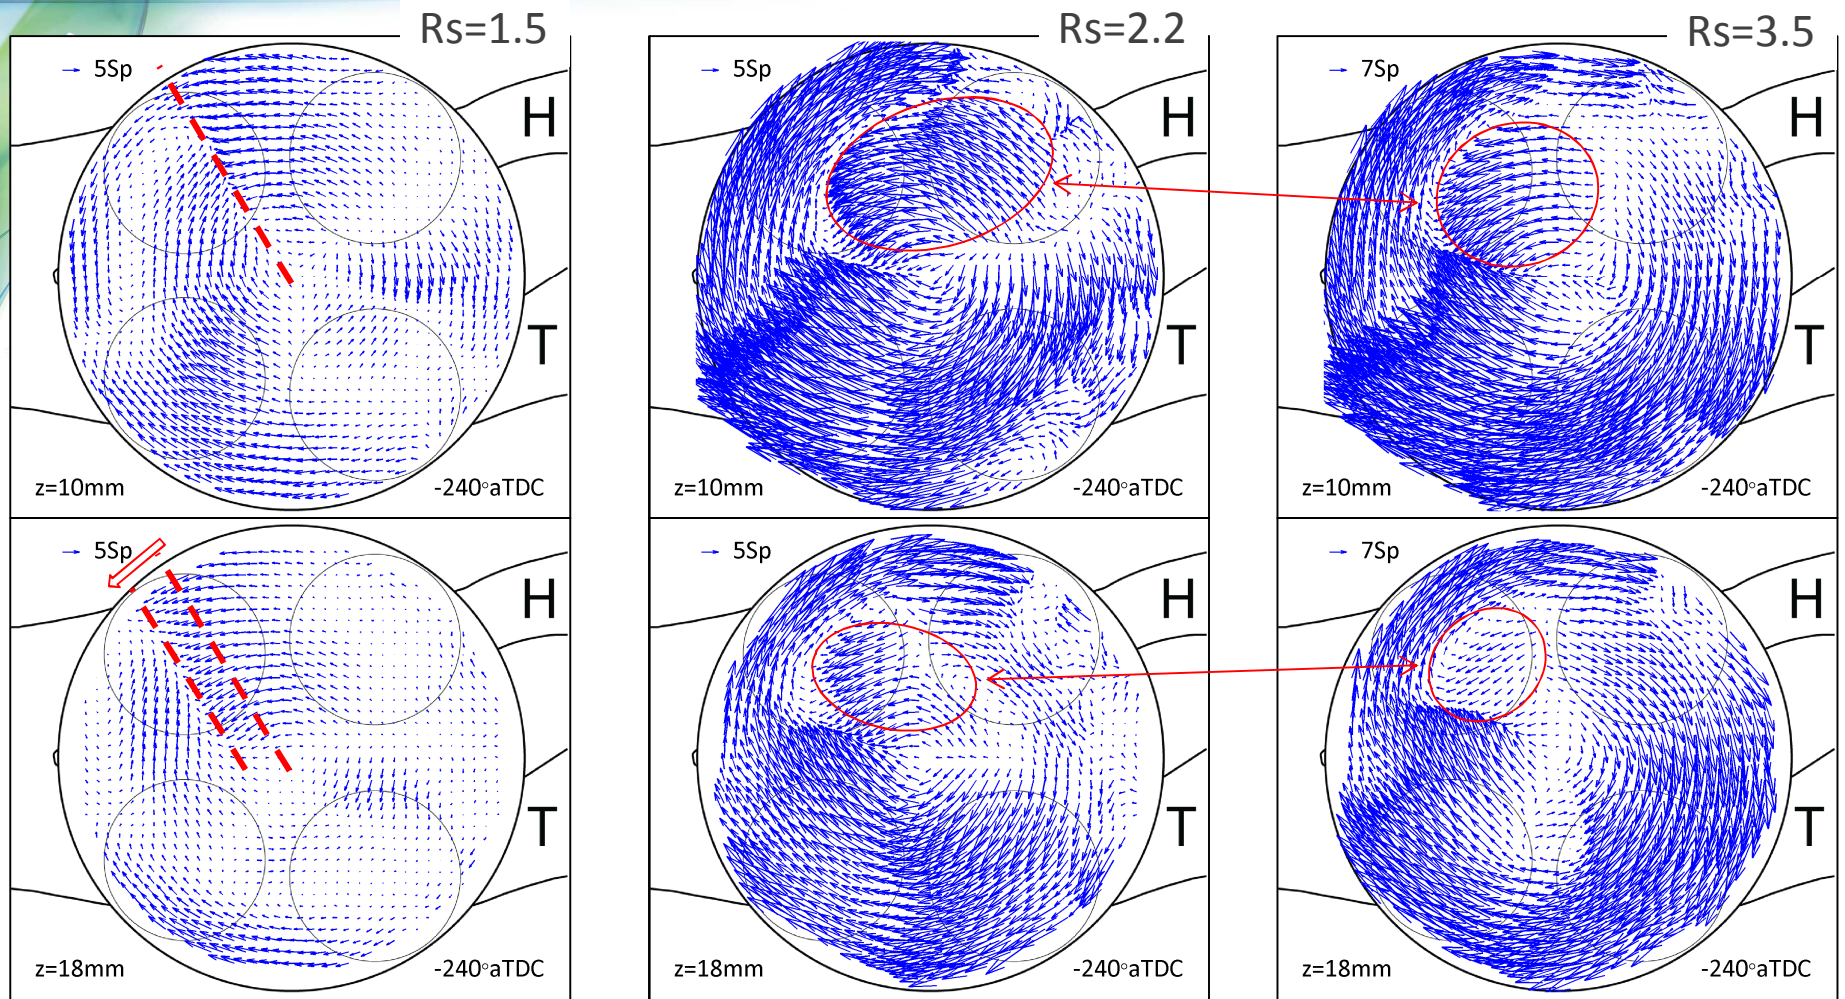 Rs=1.5
Rs=2.2
Rs=3.5
5Sp
H
T
z=10mm
-240°aTDC
5Sp
H
T
z=10mm
-240°aTDC
7Sp
H
T
z=10mm
-240°aTDC
5Sp
H
T
z=18mm
-240°aTDC
5Sp
H
T
z=18mm
-240°aTDC
7Sp
H
T
z=18mm
-240°aTDC